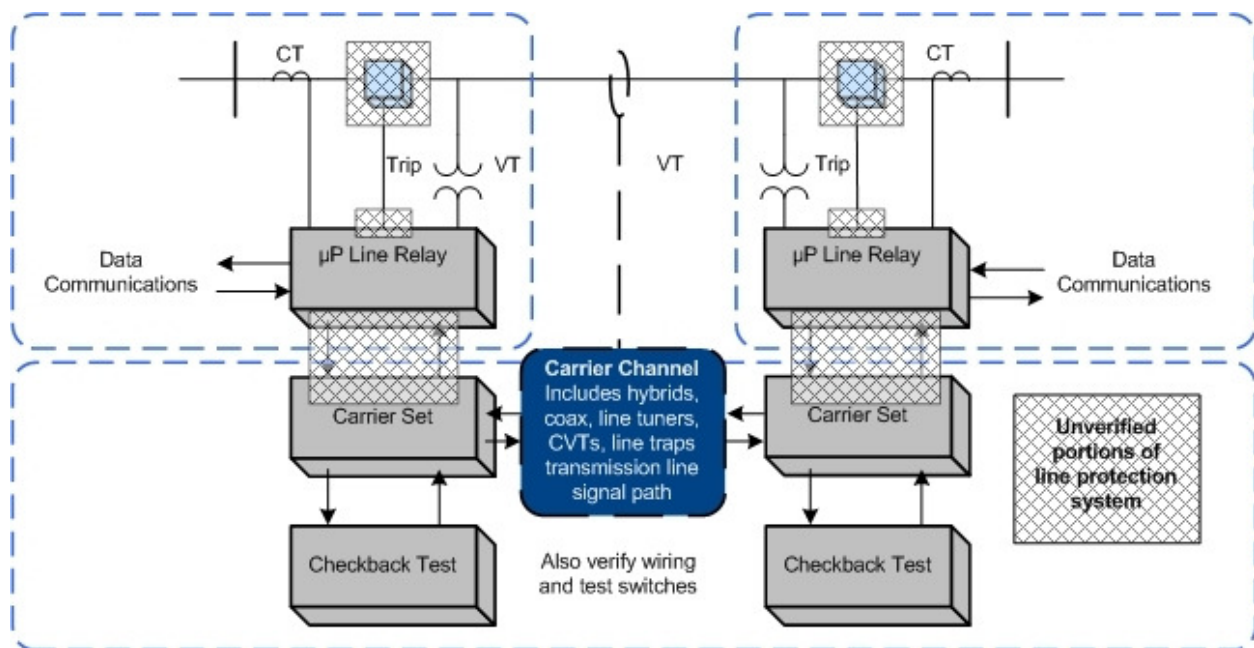 CT
CT
Trip
VT
VT
Trip
µP Line Relay
µP Line Relay
Data
Communications
Data
Communications
Carrier Channel
Includes hybrids,
coax, line tuners,
CVTs, line traps
transmission line
signal path
Carrier Set
Carrier Set
Unverified
portions of
line protection
system
Checkback Test
Also verify wiring
and test switches
Checkback Test